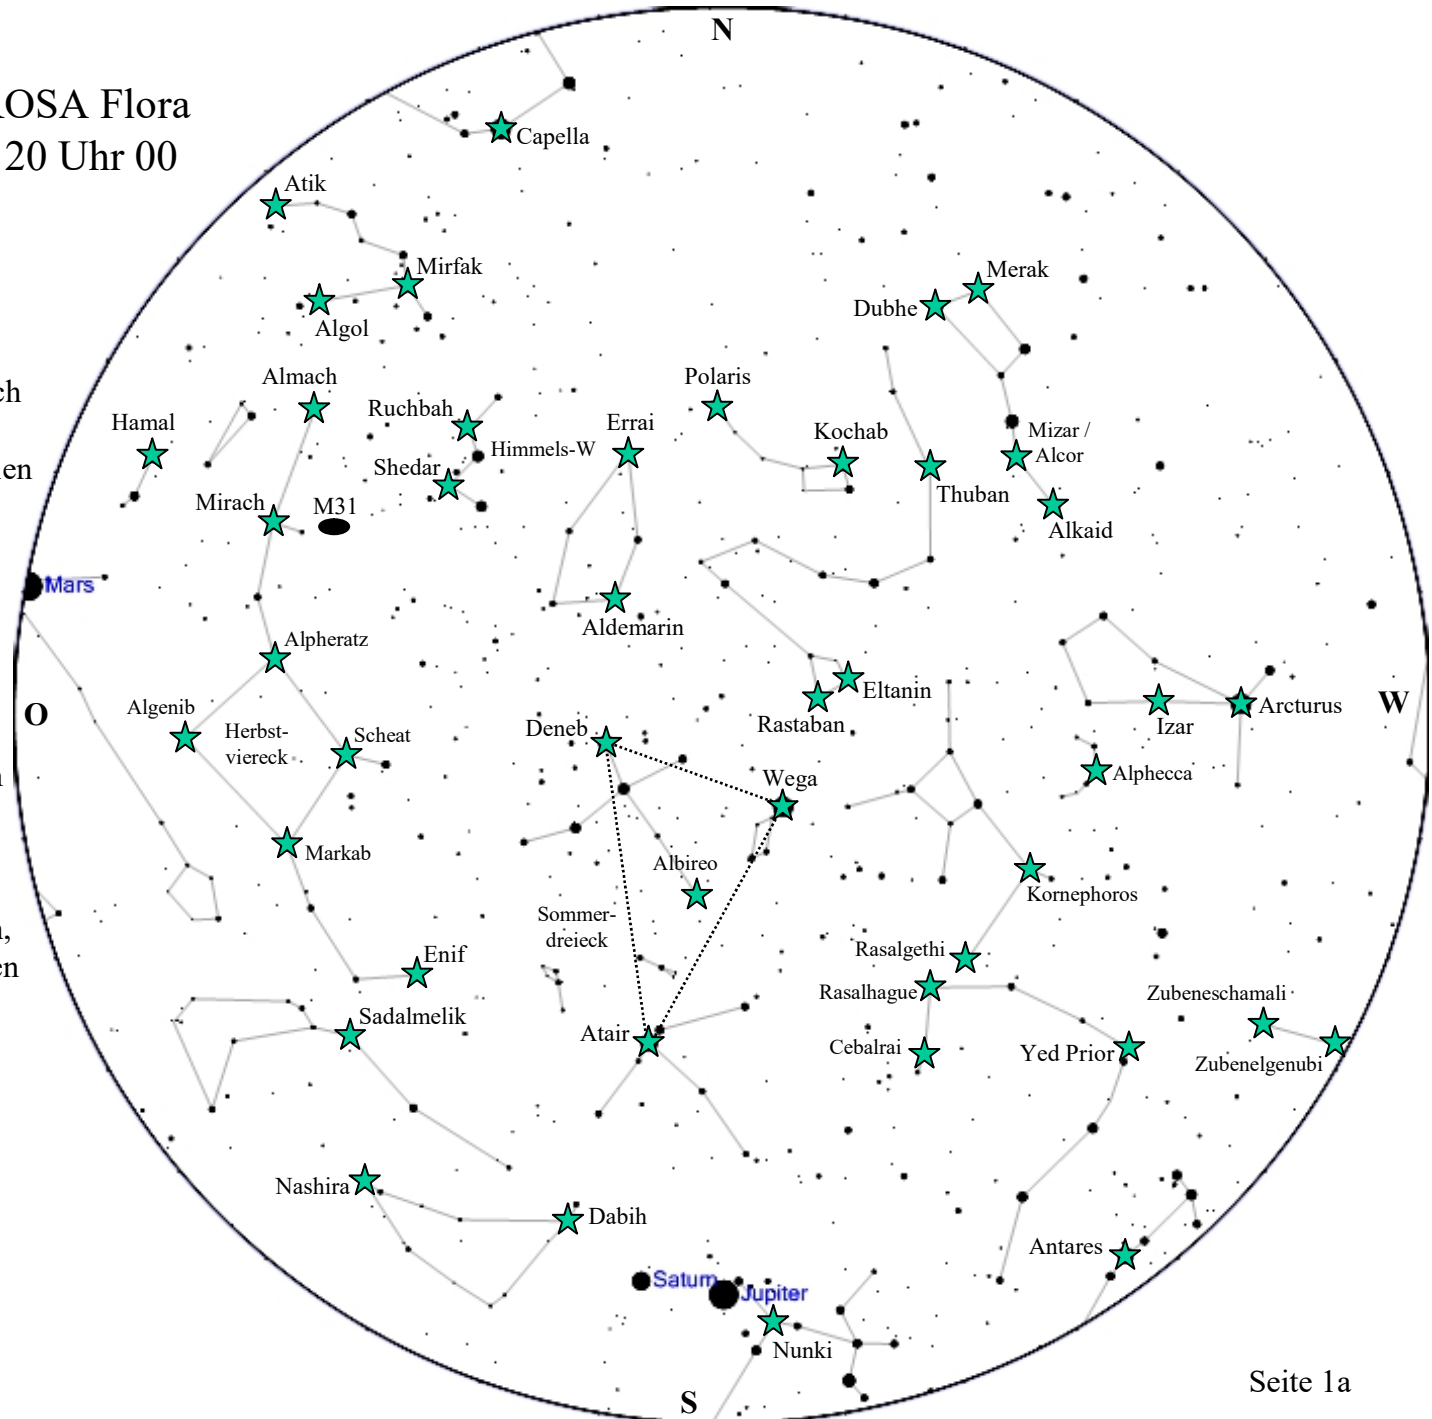 N
ROSA Flora
20 Uhr 00
Capella
Atik
Mirfak
Algol
Merak
Dubhe
Almach
Polaris
Ruchbah
Hamal
Errai
Kochab
Mizar /
Alcor
Himmels-W
Shedar
Thuban
Mirach
M31
Alkaid
Mars
Aldemarin
Alpheratz
Eltanin
Algenib
Rastaban
Herbst-
viereck
Scheat
Deneb
Izar
Arcturus
O
W
Wega
Alphecca
Markab
Albireo
Kornephoros
Sommer-
dreieck
Enif
Rasalgethi
Rasalhague
Zubeneschamali
Sadalmelik
Atair
Cebalrai
Yed Prior
Zubenelgenubi
Nashira
Dabih
Antares
Saturn
Jupiter
Nunki
Seite 1a
S